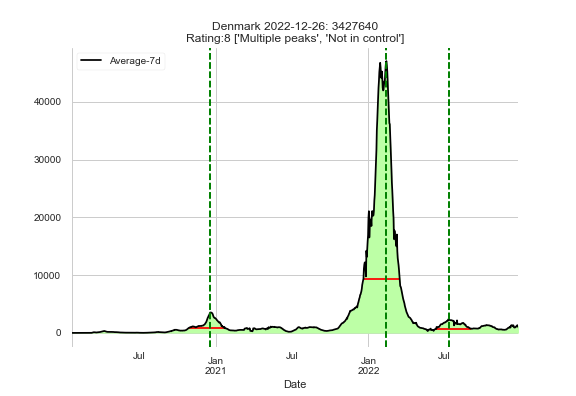 Denmark 2022-12-26: 3427640
Rating:8 ['Multiple peaks', 'Not in control']
Average-7d
40000
30000
20000
10000
0
Jul
Jan
2021
Jul
Jan
2022
Jul
Date